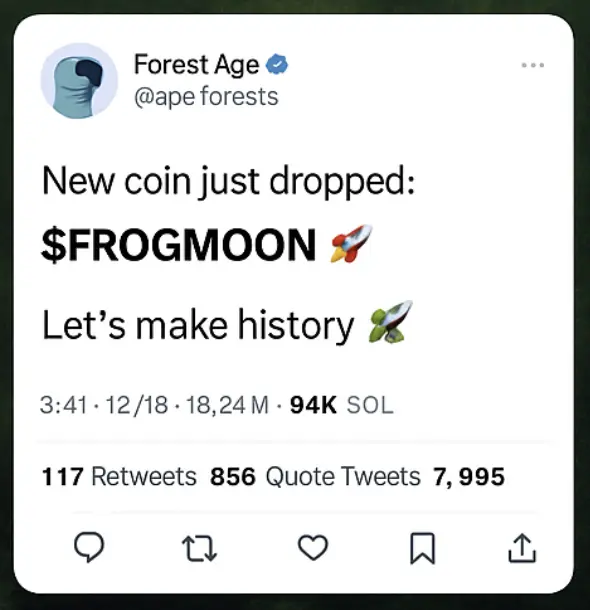 Forest Age
@ape forests
New coin just dropped:
$FROGMOON 🚀
Let's make history 🚀
3:41 · 12/18 · 18,24 M · 94K SOL
117 Retweets 856 Quote Tweets 7,995